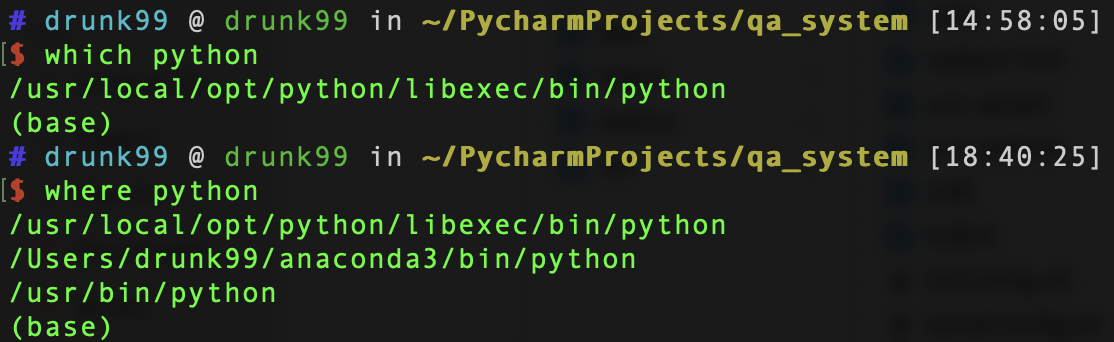 # drunk99 @ drunk99 in ~/PycharmProjects/qa_system [14:58:05]
[$ which python
/usr/local/opt/python/libexec/bin/python
(base)
# drunk99 @ drunk99 in ~/PycharmProjects/qa_system [18:40:25]
[$ where python
/usr/local/opt/python/libexec/bin/python
/Users/drunk99/anaconda3/bin/python
/usr/bin/python
(base)